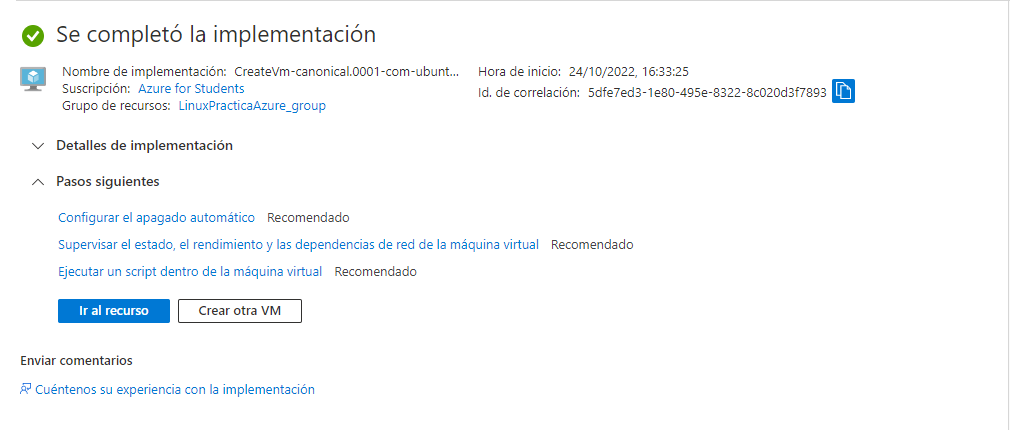 Se completó la implementación
Nombre de implementación: CreateVm-canonical.0001-com-ubunt... Hora de inicio: 24/10/2022, 16:33:25
Suscripción: Azure for Students Id. de correlación: 5dfe7ed3-1e80-495e-8322-8c020d3f7893
Grupo de recursos: LinuxPracticaAzure_group
Detalles de implementación
Pasos siguientes
Configurar el apagado automático Recomendado
Supervisar el estado, el rendimiento y las dependencias de red de la máquina virtual Recomendado
Ejecutar un script dentro de la máquina virtual Recomendado
Ir al recurso Crear otra VM
Enviar comentarios
Cuéntenos su experiencia con la implementación